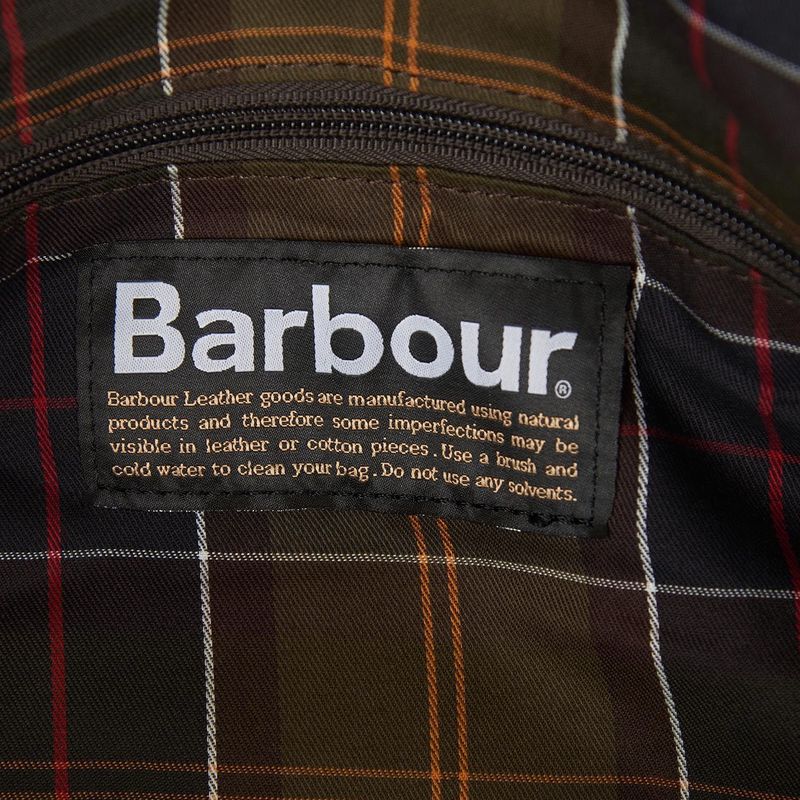 Barbour®
Barbour Leather goods are manufactured using natural
products and therefore some imperfections may be
visible in leather or cotton pieces. Use a brush and
cold water to clean your bag. Do not use any solvents.